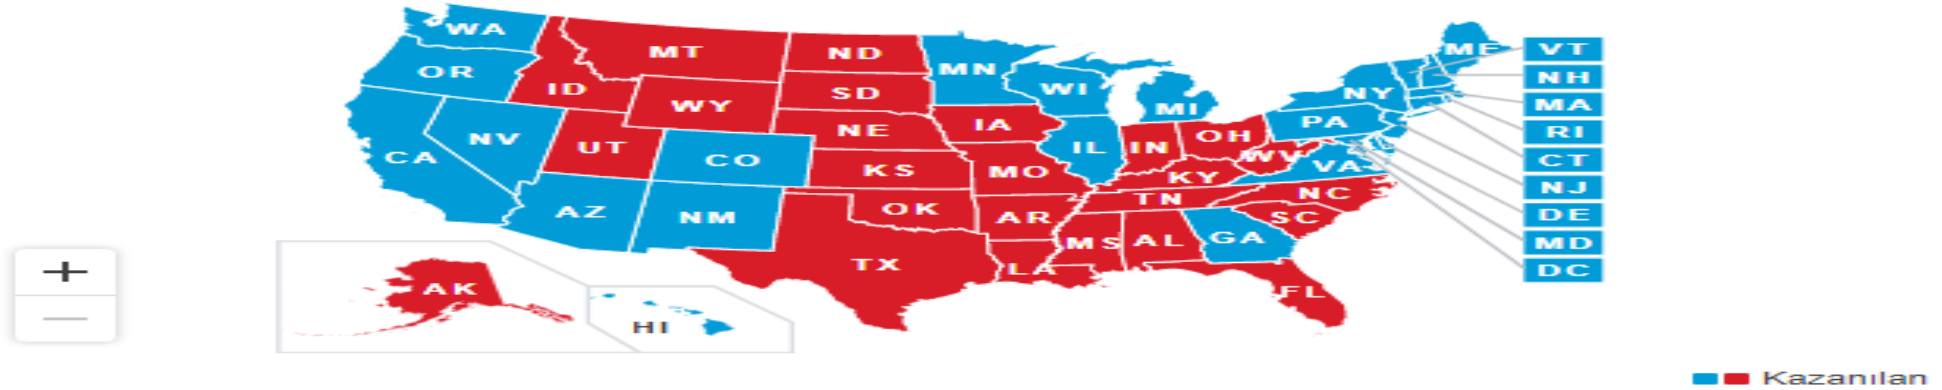 WA
MT
ND
MN
ME
VT
OR
ID
SD
WI
NY
NH
WY
MI
MA
NV
NE
IA
PA
RI
CA
UT
CO
KS
MO
IL
IN
OH
WV
VA
CT
KY
NJ
AZ
NM
OK
AR
TN
NC
SC
DE
TX
MS
AL
GA
MD
LA
FL
DC
+
AK
HI
−
Kazanılan